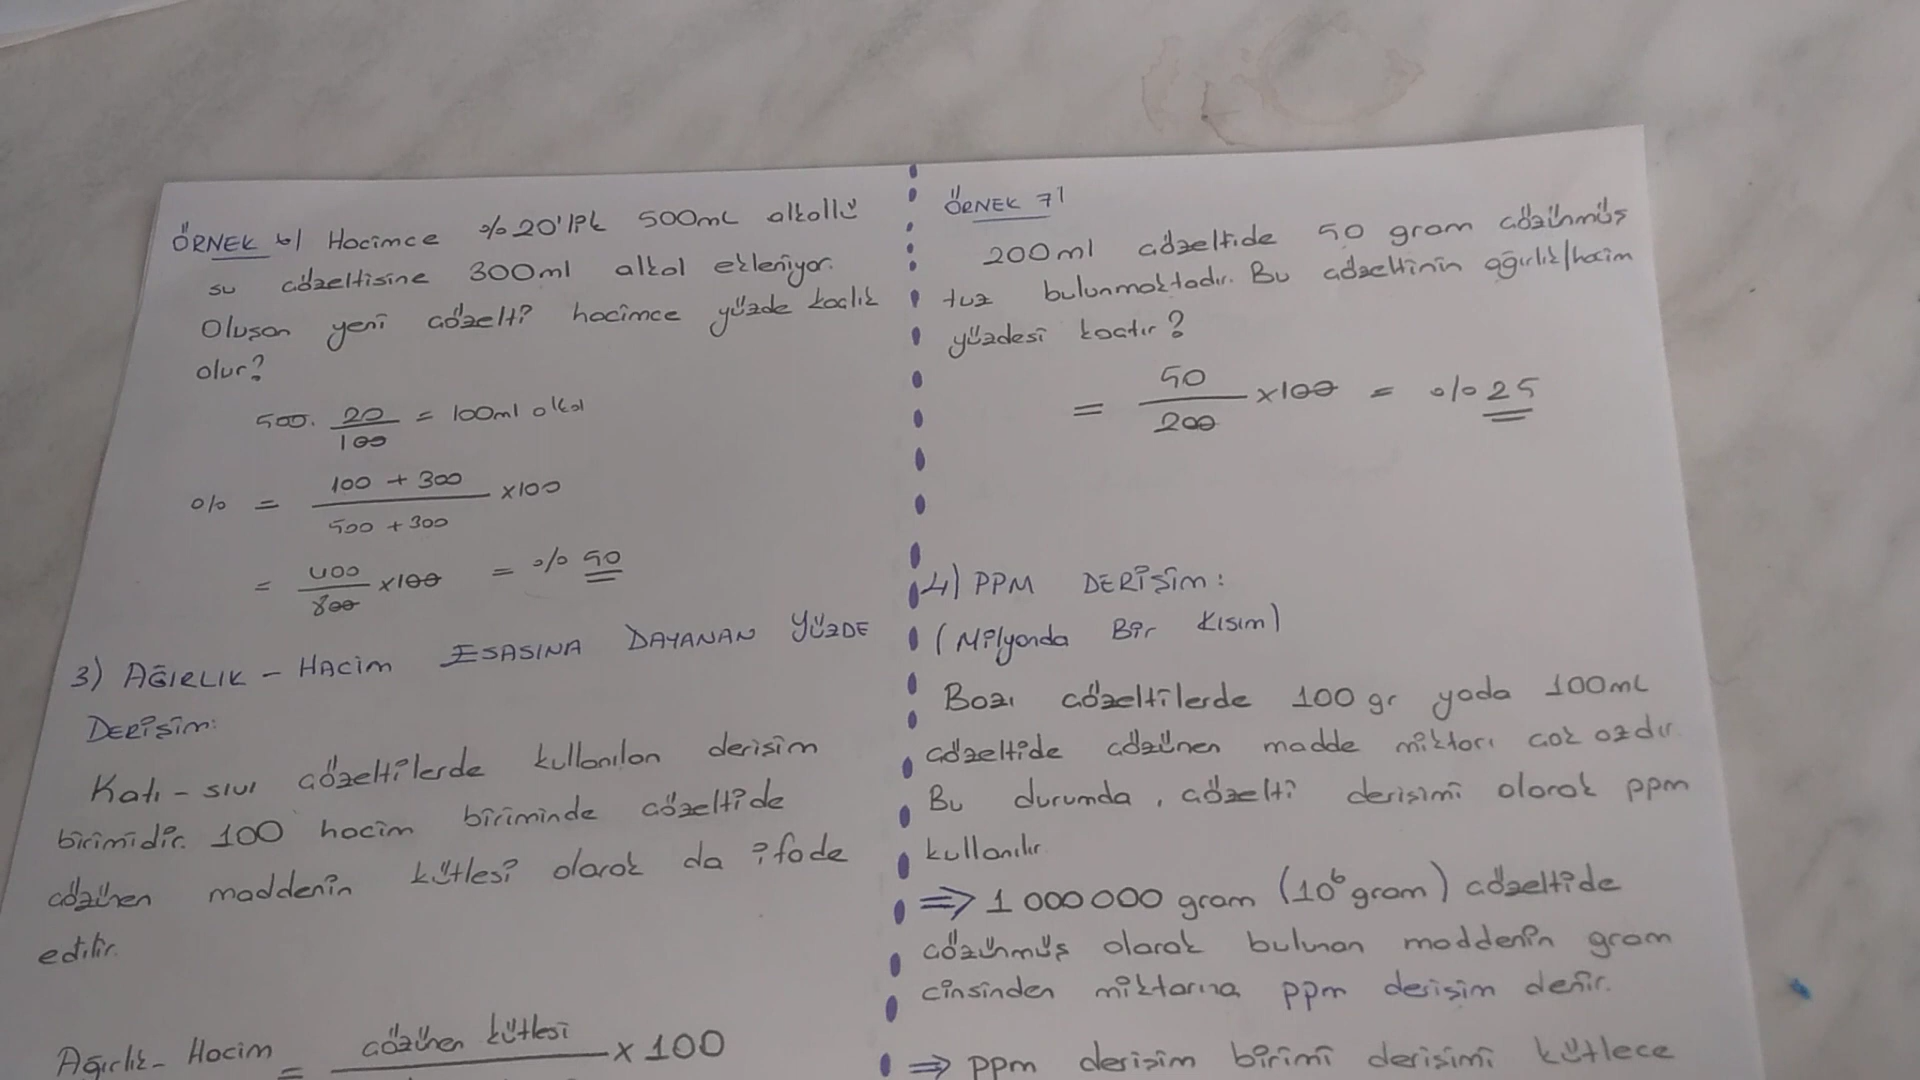 ÖRNEK 6/ Hacimce %20'lik 500mL alkollü
su çözeltisine 300ml alkol ekleniyor.
Oluşan yeni çözelti hacimce yüzde kaçlık
olur?
500. 20/100 = 100ml alkol
% = 100 + 300 / 500 + 300 x100
= 400/800 x100 = %50
3) AĞIRLIK - HACİM ESASINA DAYANAN YÜZDE
DERİŞİM:
Katı - sıvı çözeltilerde kullanılan derişim
birimidir. 100 hacim biriminde çözeltide
çözünen maddenin kütlesi olarak da ifade
edilir.
Ağırlık - Hacim = çözünen kütlesi x 100
ÖRNEK 7/
200ml çözeltide 50 gram çözünmüş
tuz bulunmaktadır. Bu çözeltinin ağırlık/hacim
yüzdesi kaçtır?
= 50/200 x100 = %25
4) PPM DERİŞİM:
(Milyonda Bir Kısım)
Bazı çözeltilerde 100 gr yada 100mL
çözeltide çözünen madde miktarı çok azdır.
Bu durumda, çözelti derişimi olarak ppm
kullanılır.
⇒ 1 000 000 gram (10⁶ gram) çözeltide
çözünmüş olarak bulunan maddenin gram
cinsinden miktarına ppm derişim denir.
⇒ ppm derişim birimi derişimi kütlece